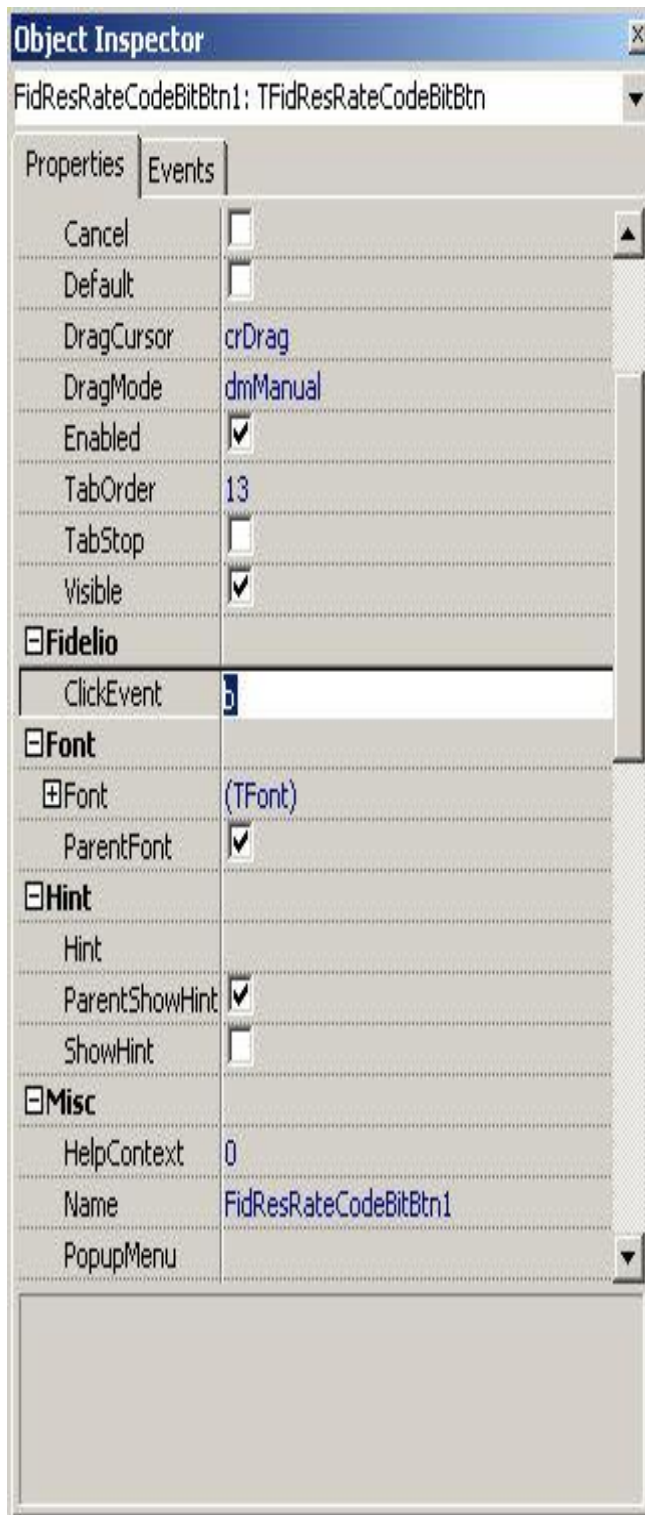 Object Inspector
FidResRateCodeBitBtn1: TFidResRateCodeBitBtn
Properties Events
Cancel
Default
DragCursor crDrag
DragMode dmManual
Enabled
TabOrder 13
TabStop
Visible
Fidelio
ClickEvent b
Font
Font (TFont)
ParentFont
Hint
Hint
ParentShowHint
ShowHint
Misc
HelpContext 0
Name FidResRateCodeBitBtn1
PopupMenu